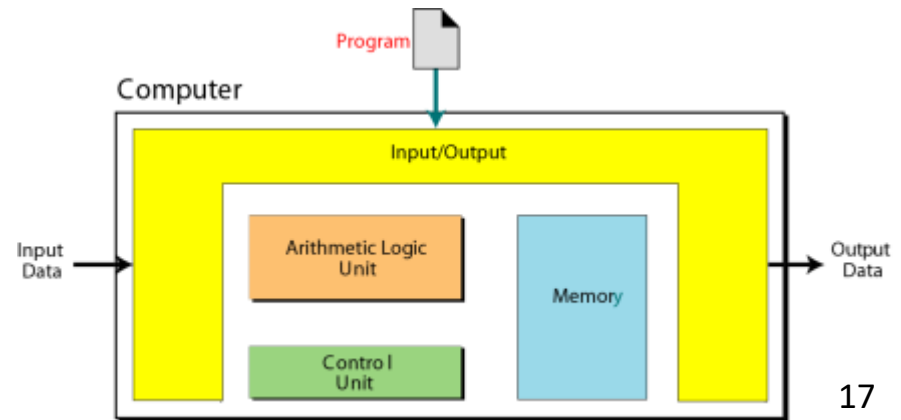 Program
Computer
Input/Output
Input
Data
Arithmetic Logic
Unit
Memory
Output
Data
Control
Unit
17